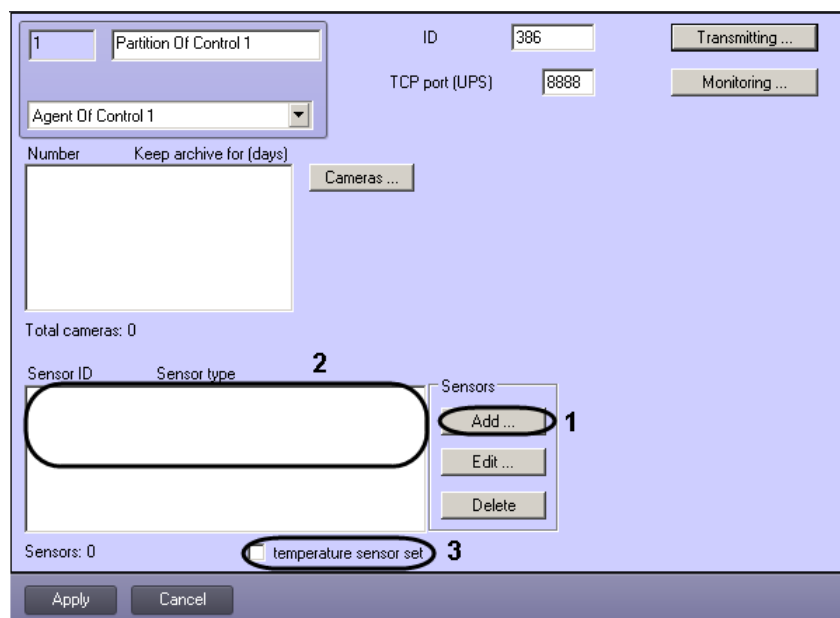 1 Partition Of Control 1 ID 386 Transmitting ...
TCP port (UPS) 8888 Monitoring ...
Agent Of Control 1
Number Keep archive for (days)
Cameras ...
Total cameras: 0
Sensor ID Sensor type 2
Sensors
Add ... 1
Edit ...
Delete
Sensors: 0 temperature sensor set 3
Apply Cancel